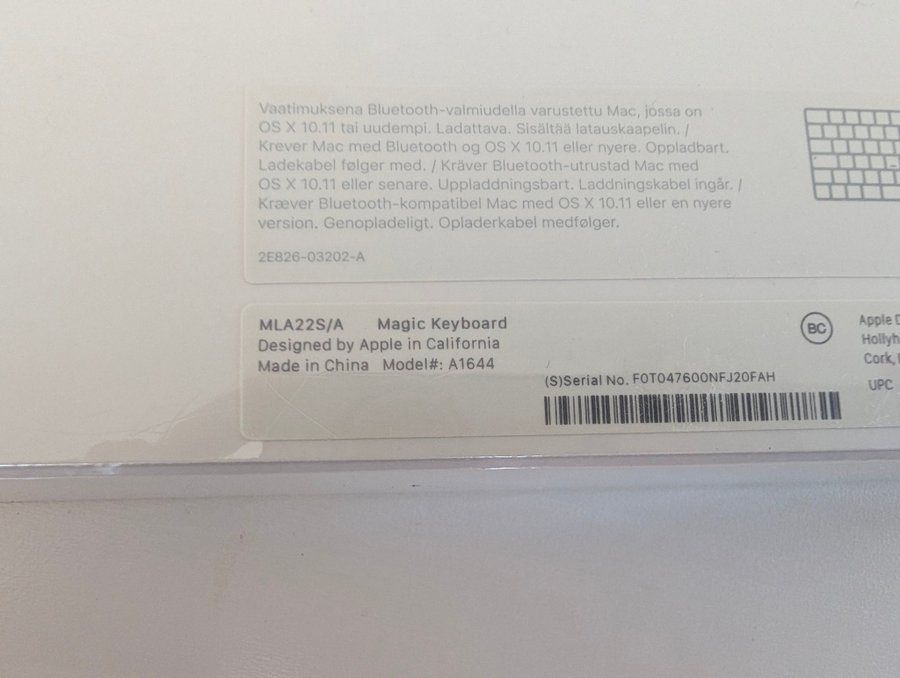 Vaatimuksena Bluetooth-valmiudella varustettu Mac, jossa on
OS X 10.11 tai uudempi. Ladattava. Sisältää latauskaapelin. /
Krever Mac med Bluetooth og OS X 10.11 eller nyere. Oppladbart.
Ladekabel følger med. / Kräver Bluetooth-utrustad Mac med
OS X 10.11 eller senare. Uppladdningsbart. Laddningskabel ingår. /
Kræver Bluetooth-kompatibel Mac med OS X 10.11 eller en nyere
version. Genopladeligt. Opladerkabel medfølger.
2E826-03202-A
MLA22S/A Magic Keyboard
Designed by Apple in California
Made in China Model#: A1644
(S)Serial No. F0T047600NFJ20FAH
BC
Apple
Cork,
UPC